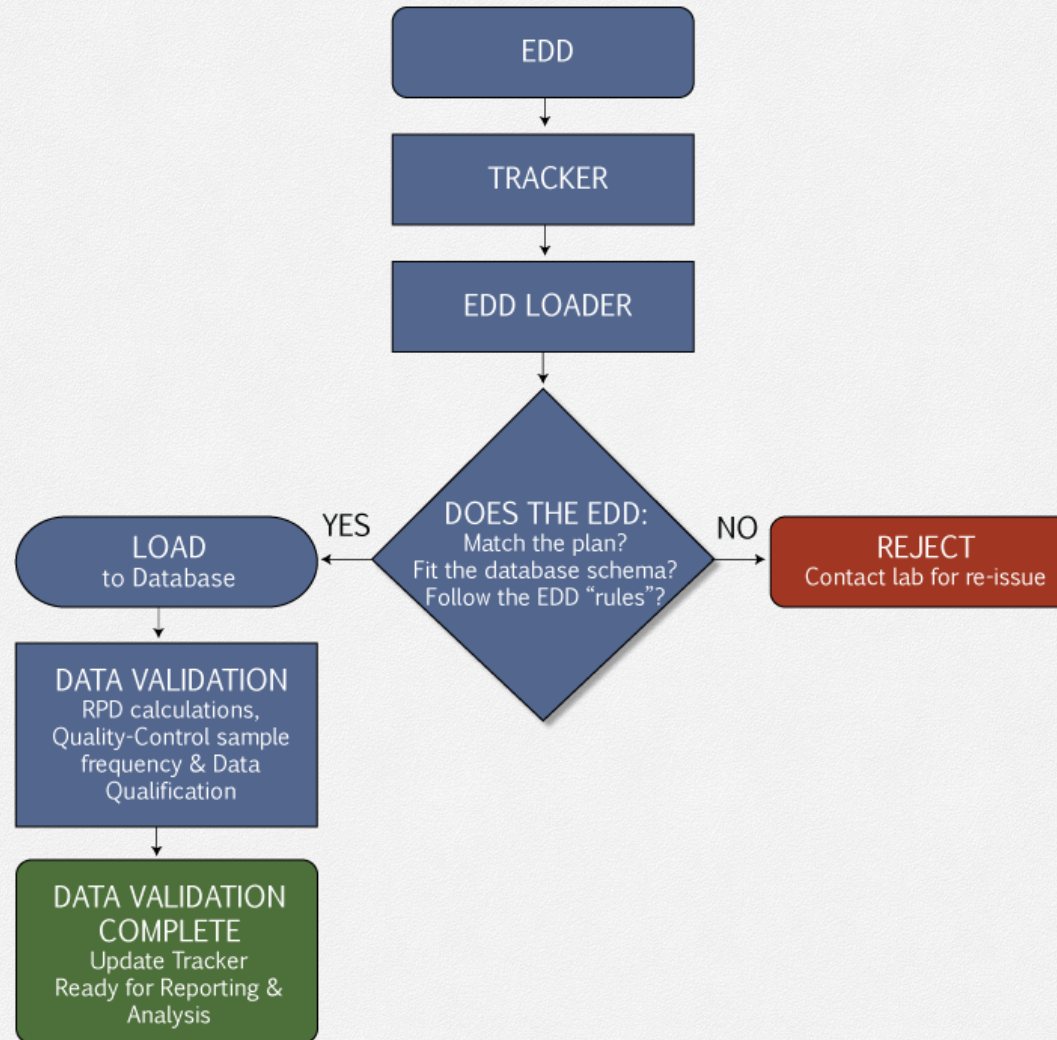 EDD
TRACKER
EDD LOADER
DOES THE EDD:
Match the plan?
Fit the database schema?
Follow the EDD “rules”?
YES
NO
LOAD
to Database
REJECT
Contact lab for re-issue
DATA VALIDATION
RPD calculations,
Quality-Control sample
frequency & Data
Qualification
DATA VALIDATION
COMPLETE
Update Tracker
Ready for Reporting &
Analysis